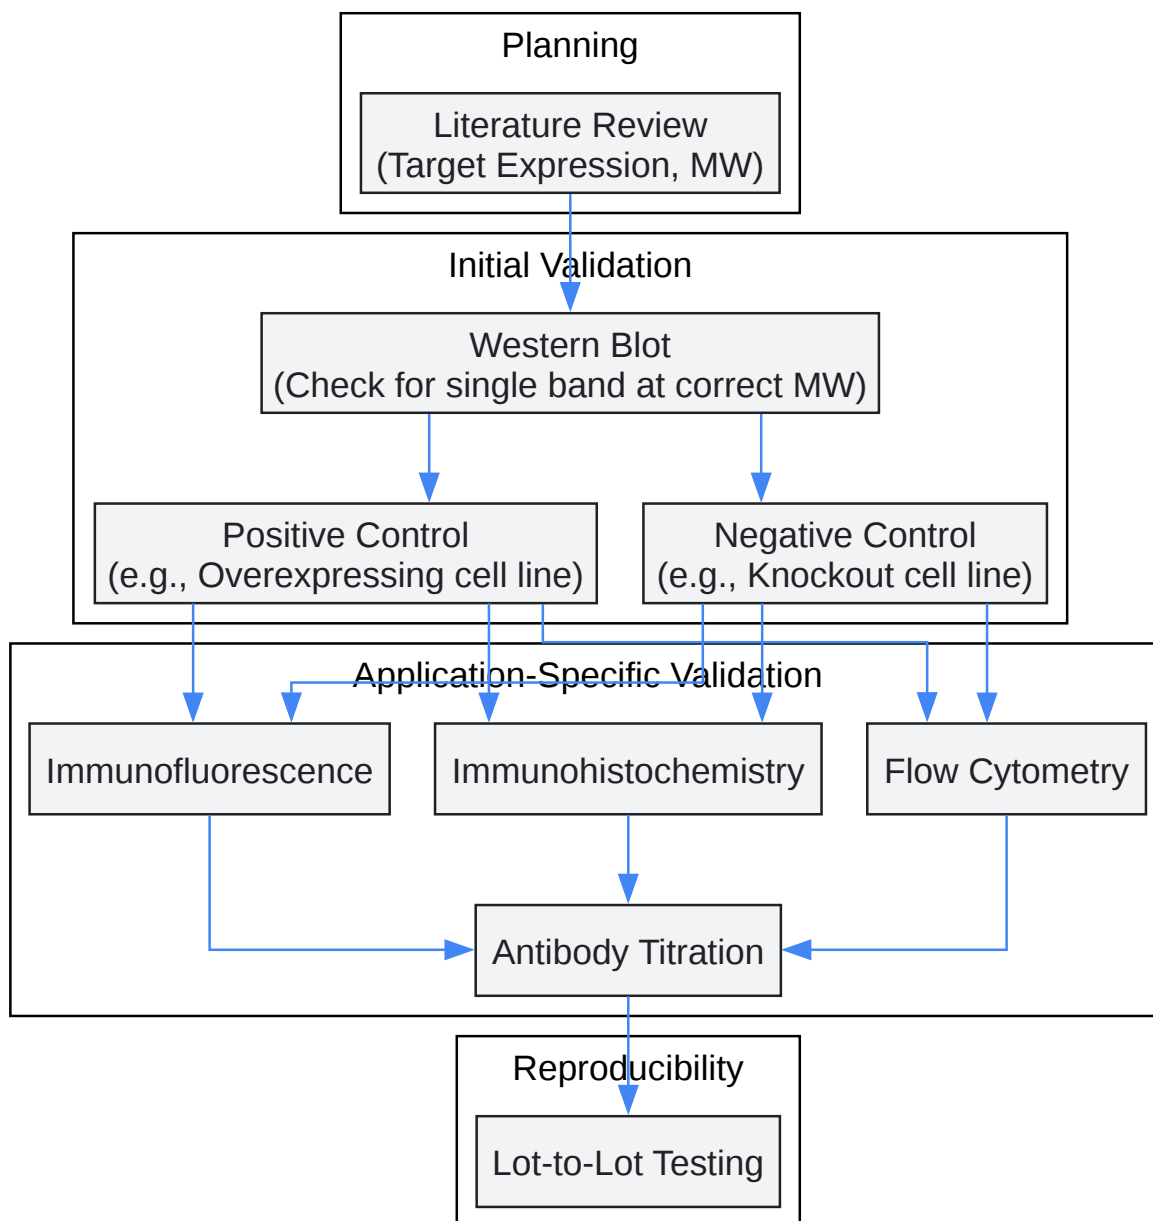 Planning
Literature Review
(Target Expression, MW)
Initial Validation
Western Blot
(Check for single band at correct MW)
Positive Control
(e.g., Overexpressing cell line)
Negative Control
(e.g., Knockout cell line)
Application-Specific Validation
Immunofluorescence
Immunohistochemistry
Flow Cytometry
Antibody Titration
Reproducibility
Lot-to-Lot Testing